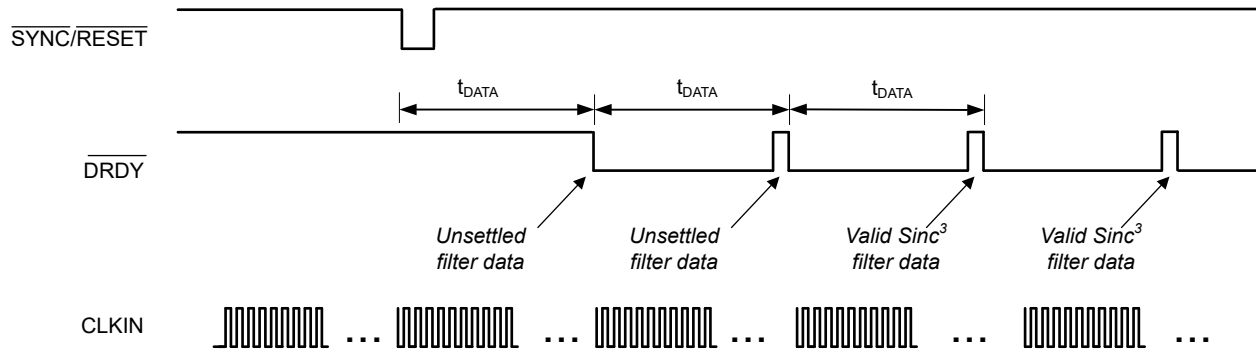 SYNC/RESET
tDATA tDATA tDATA
DRDY
Unsettled
filter data
Unsettled
filter data
Valid Sinc3
filter data
Valid Sinc3
filter data
CLKIN ... ... ... ... ...